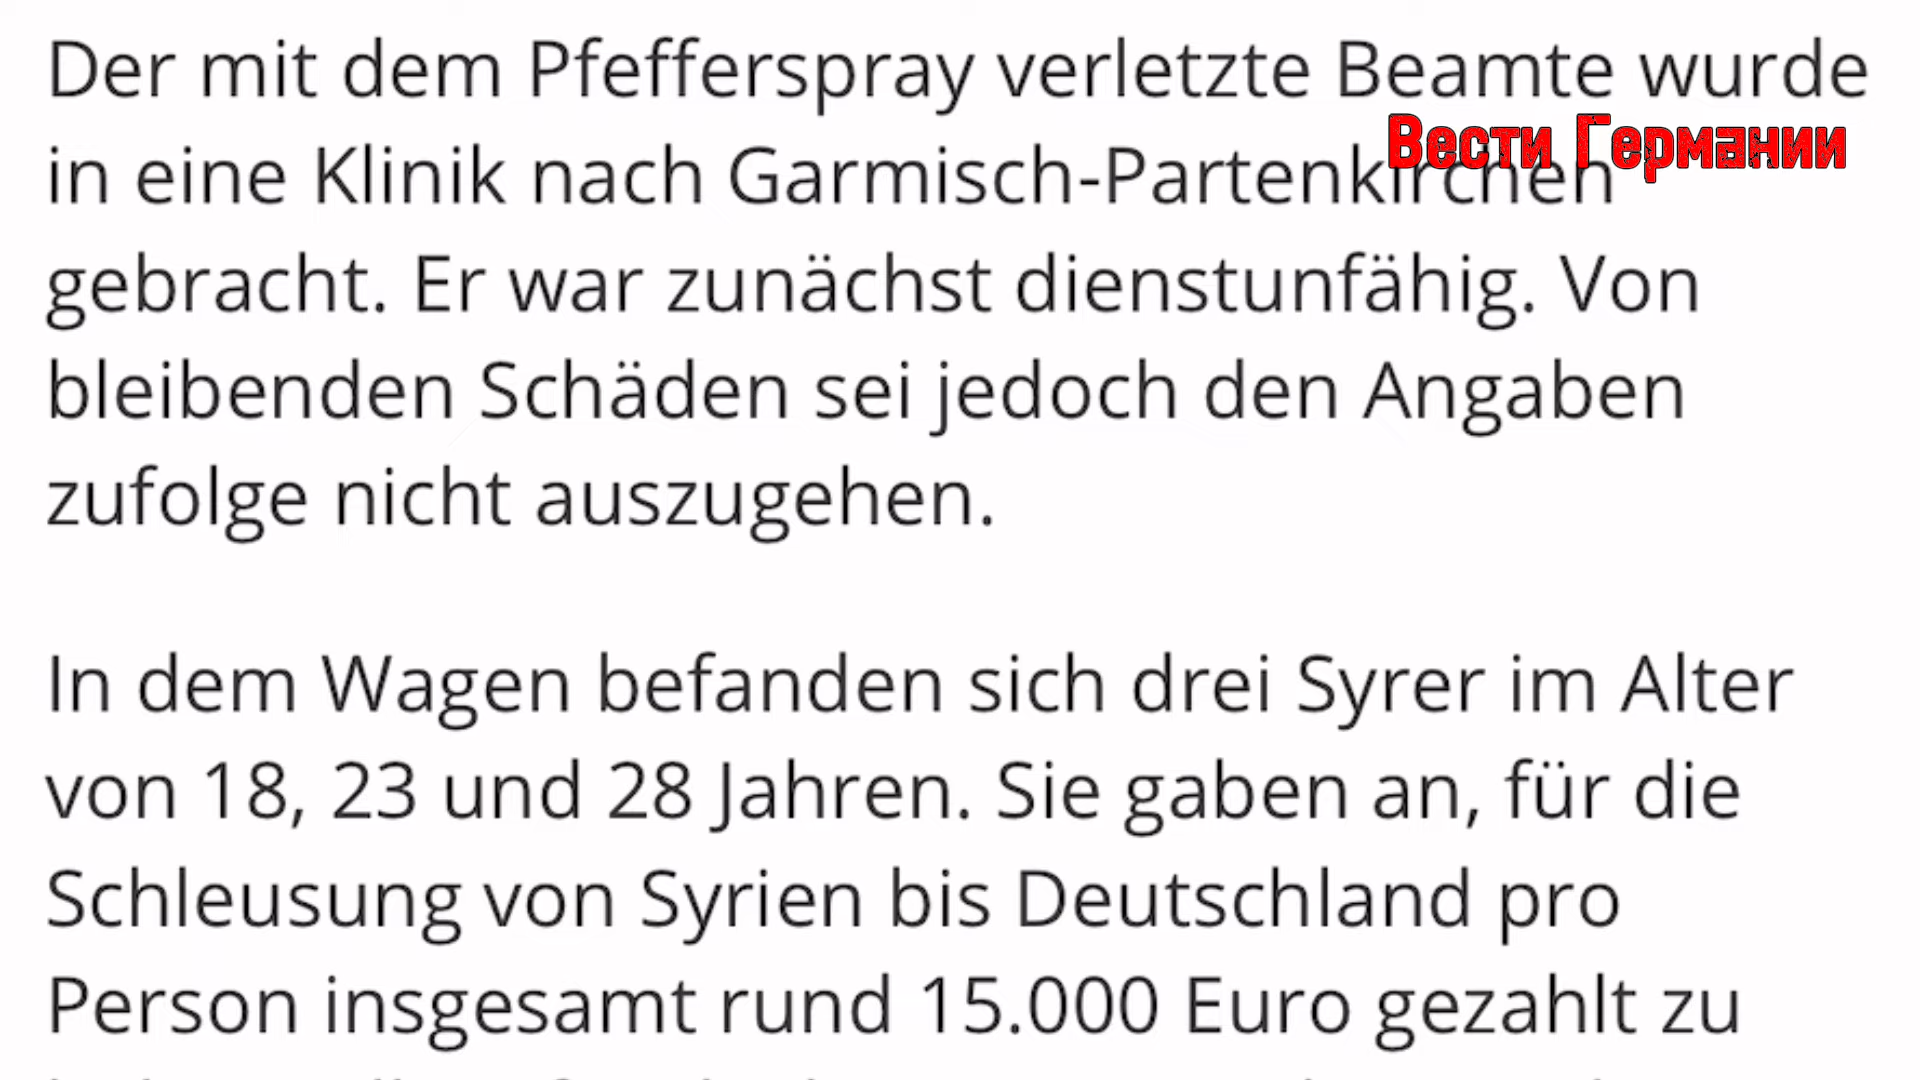 Der mit dem Pfefferspray verletzte Beamte wurde
Вести Германии
in eine Klinik nach Garmisch-Partenkirchen
gebracht. Er war zunächst dienstunfähig. Von
bleibenden Schäden sei jedoch den Angaben
zufolge nicht auszugehen.
In dem Wagen befanden sich drei Syrer im Alter
von 18, 23 und 28 Jahren. Sie gaben an, für die
Schleusung von Syrien bis Deutschland pro
Person insgesamt rund 15.000 Euro gezahlt zu